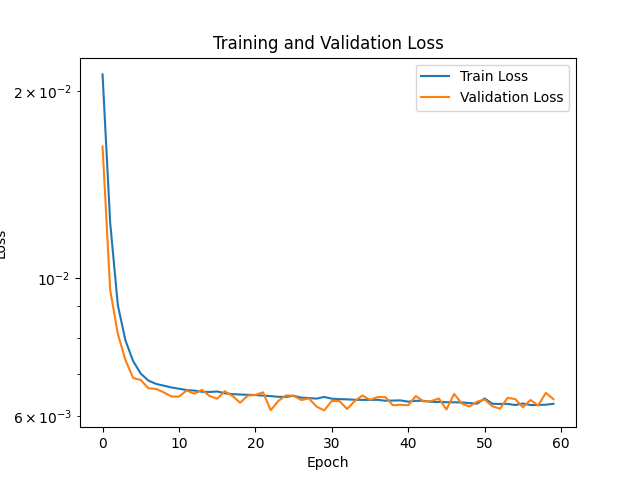 Training and Validation Loss
Train Loss
Validation Loss
2 × 10⁻²
10⁻²
6 × 10⁻³
Loss
0 10 20 30 40 50 60
Epoch